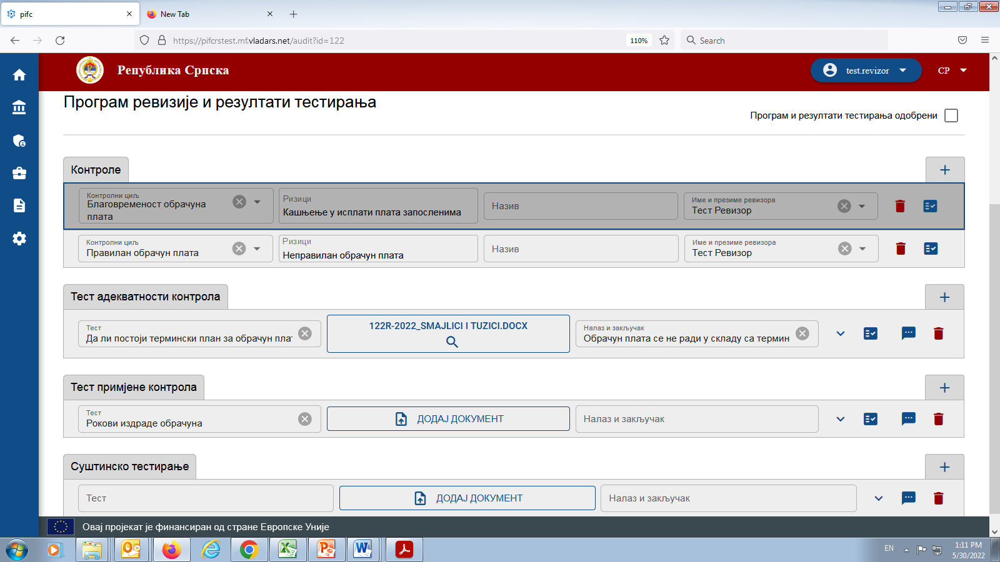 pifc
New Tab
https://pifcrstest.mf.vladars.net/audit?id=122
110%
Search
Република Српска
test.revizor
СР
Програм ревизије и резултати тестирања
Програм и резултати тестирања одобрени
Контроле
Контролни циљ
Благовременост обрачуна
плата
Ризици
Кашњење у исплати плата запосленима
Назив
Име и презиме ревизора
Тест Ревизор
Контролни циљ
Правилан обрачун плата
Ризици
Неправилан обрачун плата
Назив
Име и презиме ревизора
Тест Ревизор
Тест адекватности контрола
Тест
Да ли постоји термински план за обрачун плат
122R-2022_SMAJLICI I TUZICI.DOCX
Налаз и закључак
Обрачун плата се не ради у складу са термин
Тест примјене контрола
Тест
Рокови издраде обрачуна
ДОДАЈ ДОКУМЕНТ
Налаз и закључак
Суштинско тестирање
Тест
ДОДАЈ ДОКУМЕНТ
Налаз и закључак
Овај пројекат је финансиран од стране Европске Уније
EN
1:11 PM
5/30/2022